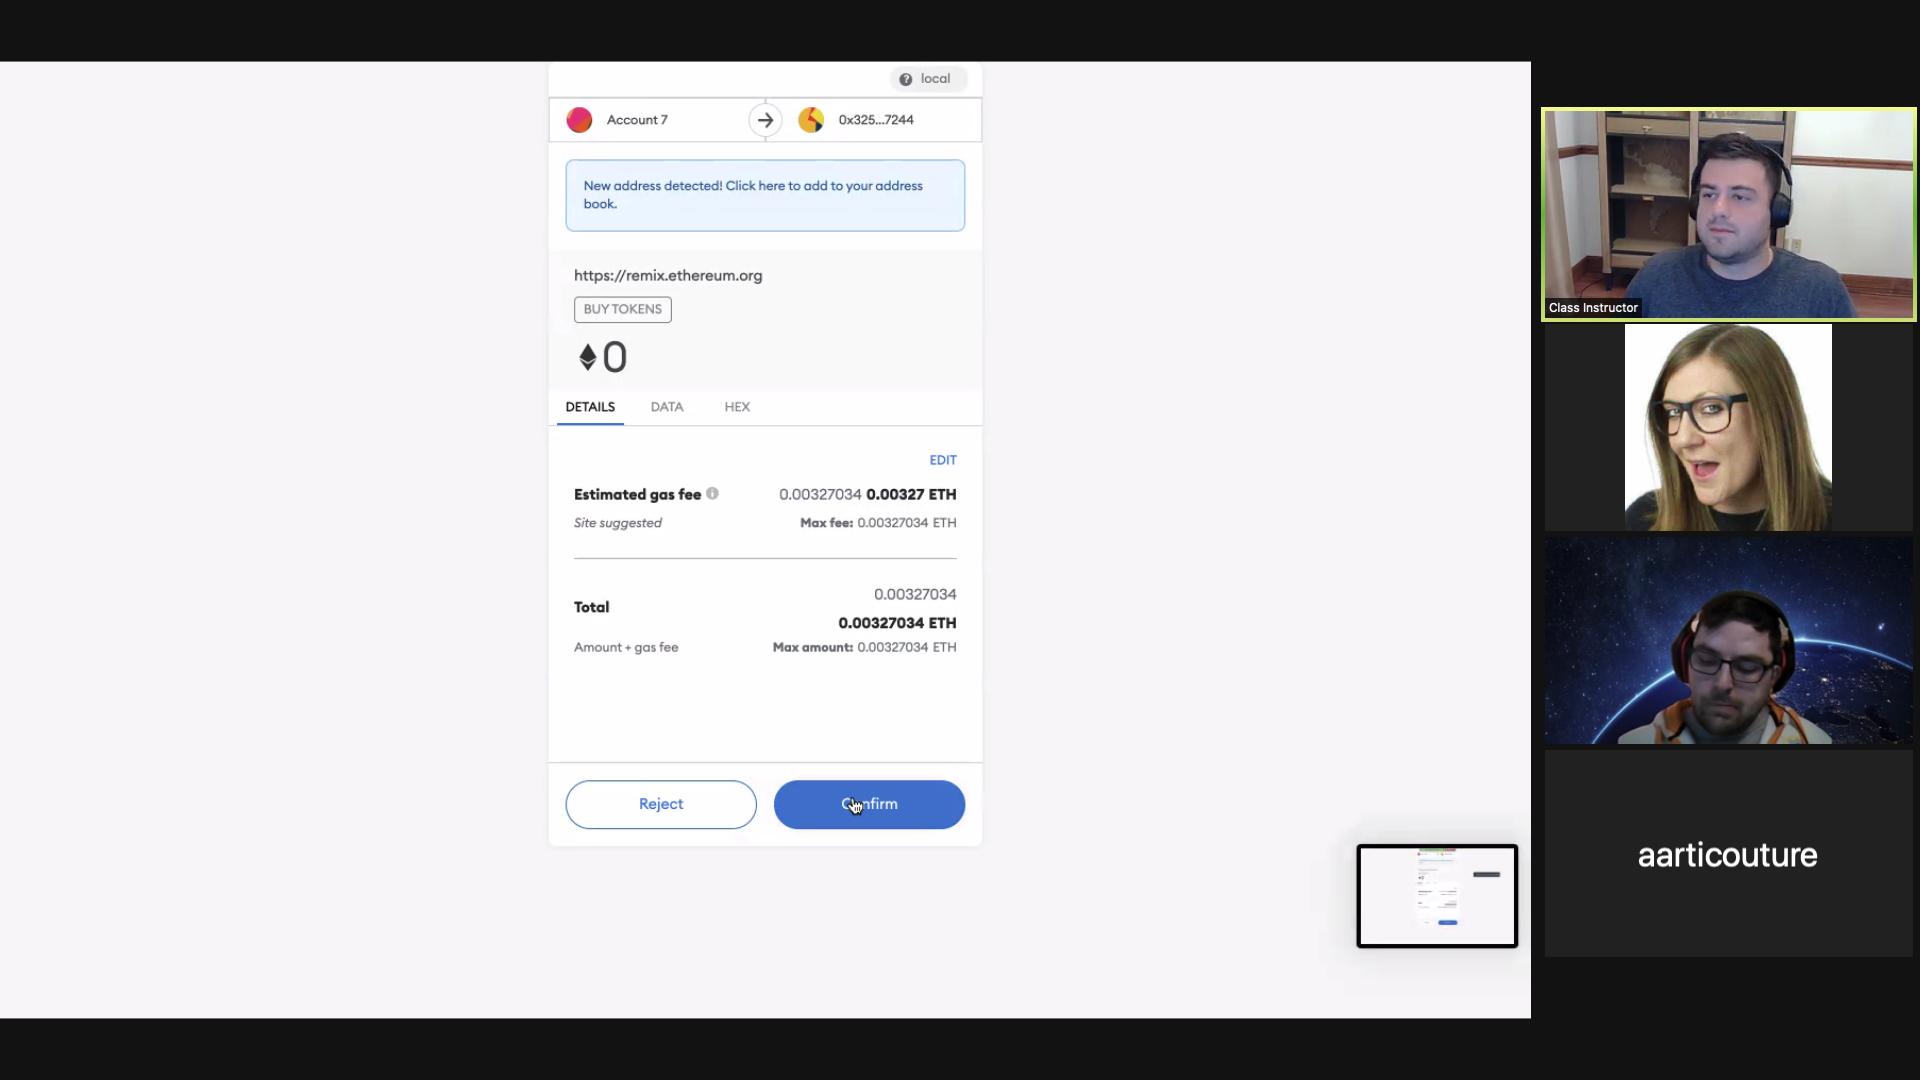 local
Account 7
0x325...7244
New address detected! Click here to add to your address
book.
https://remix.ethereum.org
BUY TOKENS
0
DETAILS DATA HEX
EDIT
Estimated gas fee 0.00327034 0.00327 ETH
Site suggested Max fee: 0.00327034 ETH
0.00327034
Total
0.00327034 ETH
Amount + gas fee Max amount: 0.00327034 ETH
Reject
Confirm
Class Instructor
aarticouture